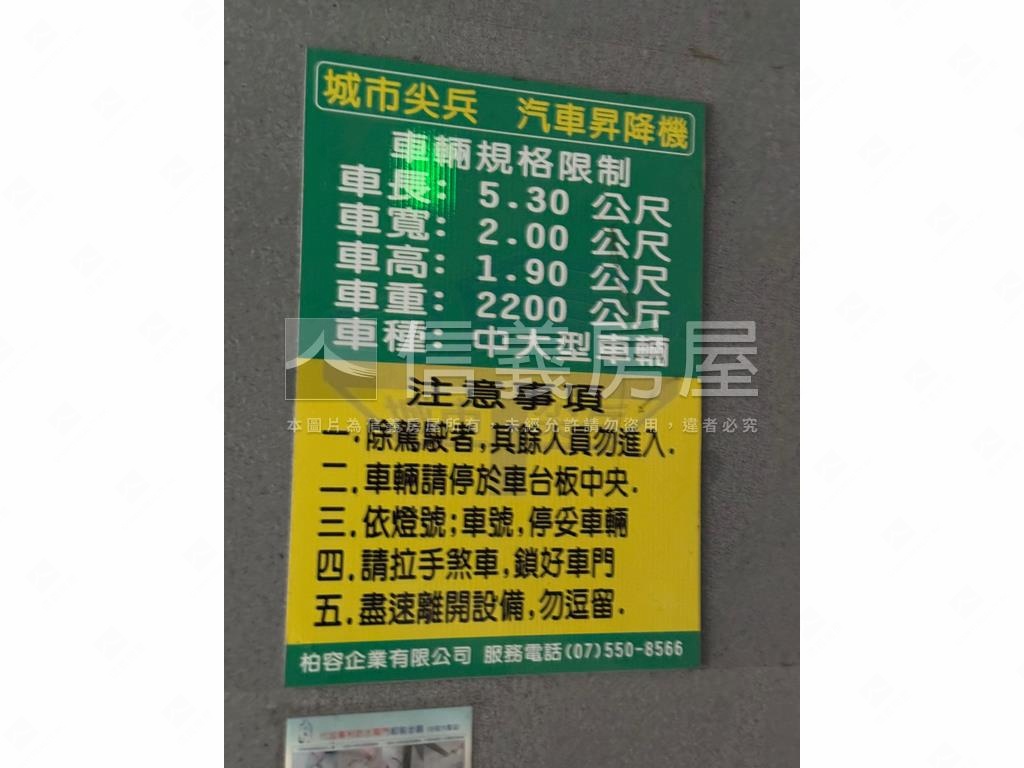 城市尖兵 汽車昇降機
車輛規格限制
車長: 5.30 公尺
車寬: 2.00 公尺
車高: 1.90 公尺
車重: 2200 公斤
車種: 中大型車輛
信義房屋
注意事項
本圖片為信義房屋所有,未經允許請勿盜用,違者必究
一.除駕駛者,其餘人員勿進入.
二.車輛請停於車台板中央.
三.依燈號;車號,停妥車輛
四.請拉手煞車,鎖好車門
五.盡速離開設備,勿逗留.
柏容企業有限公司 服務電話(07)550-8566